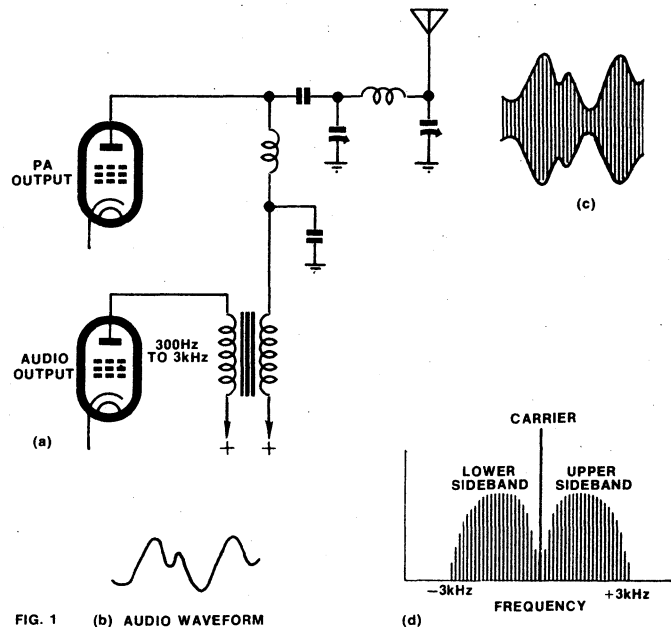 PA
OUTPUT
(c)
AUDIO
OUTPUT
300Hz
TO 3kHz
(a)
+ +
CARRIER
LOWER
SIDEBAND
UPPER
SIDEBAND
−3kHz
+3kHz
FREQUENCY
FIG. 1 (b) AUDIO WAVEFORM
(d)